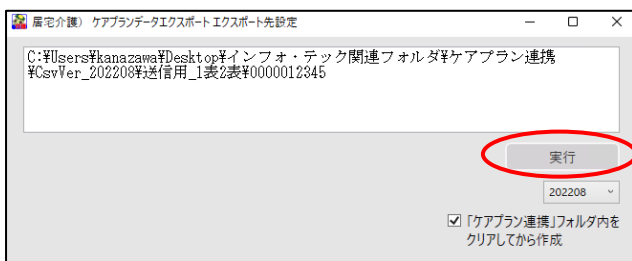 居宅介護） ケアプランデータエクスポート エクスポート先設定
C:¥Users¥kanazawa¥Desktop¥インフォ・テック関連フォルダ¥ケアプラン連携
¥CsvVer_202208¥送信用_1表2表¥0000012345
実行
202208
「ケアプラン連携」フォルダ内を
クリアしてから作成